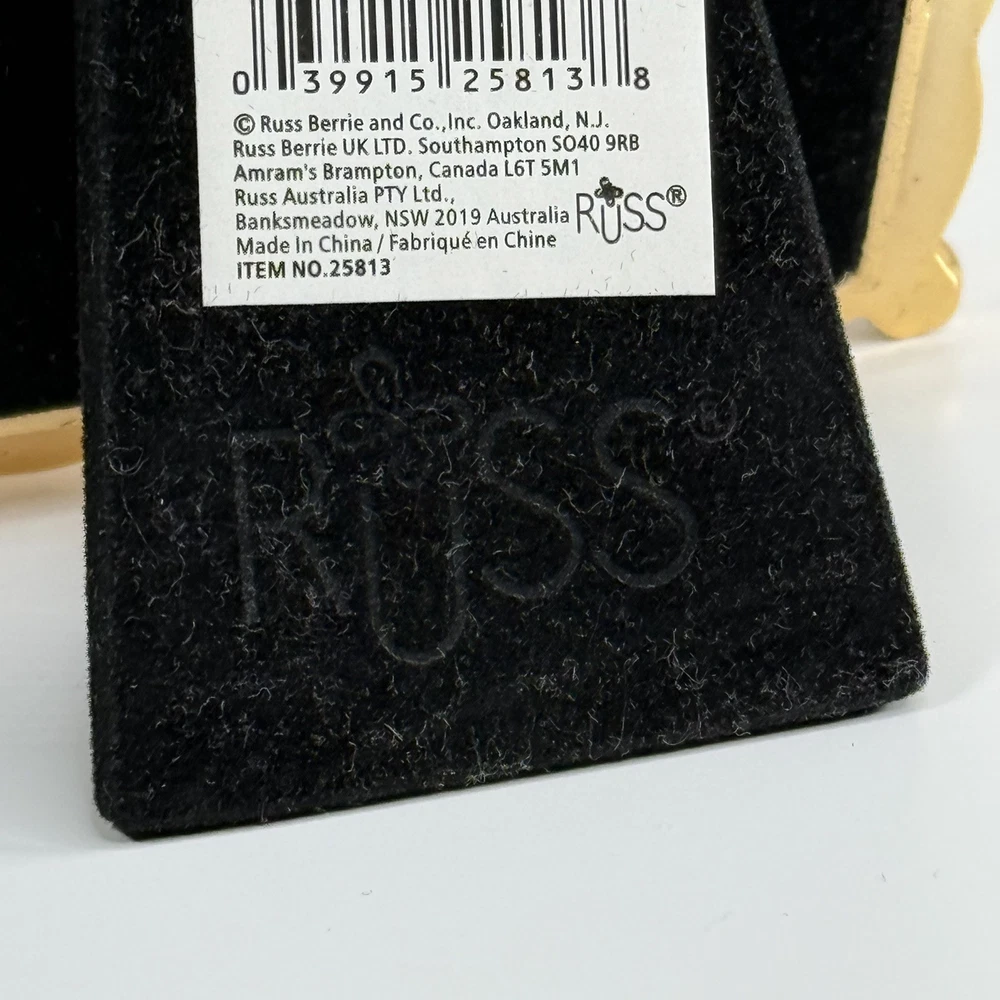 0 39915 25813 8
© Russ Berrie and Co.,Inc. Oakland, N.J.
Russ Berrie UK LTD. Southampton SO40 9RB
Amram's Brampton, Canada L6T 5M1
Russ Australia PTY Ltd.,
Banksmeadow, NSW 2019 Australia
RUSS®
Made In China / Fabriqué en Chine
ITEM NO.25813
RUSS®